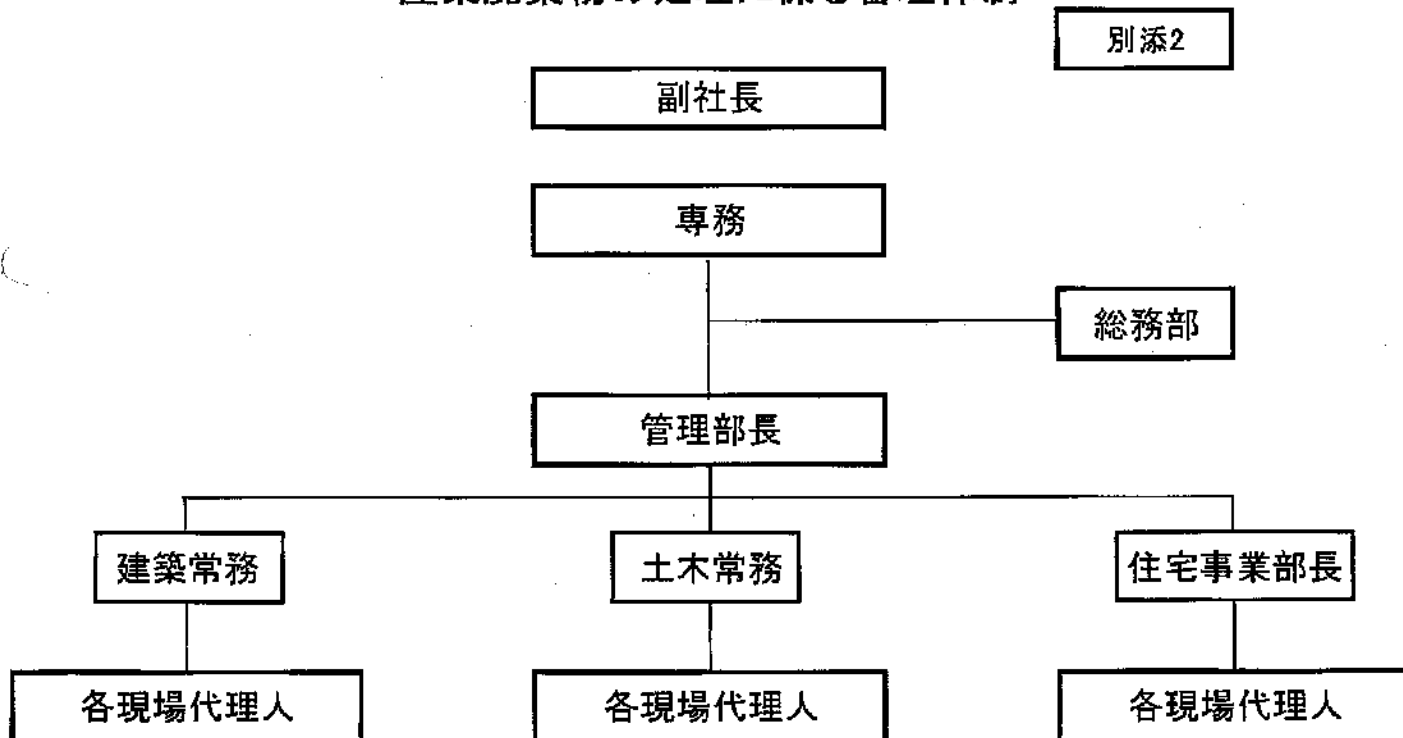 別添2
副社長
専務
総務部
管理部長
建築常務
土木常務
住宅事業部長
各現場代理人
各現場代理人
各現場代理人